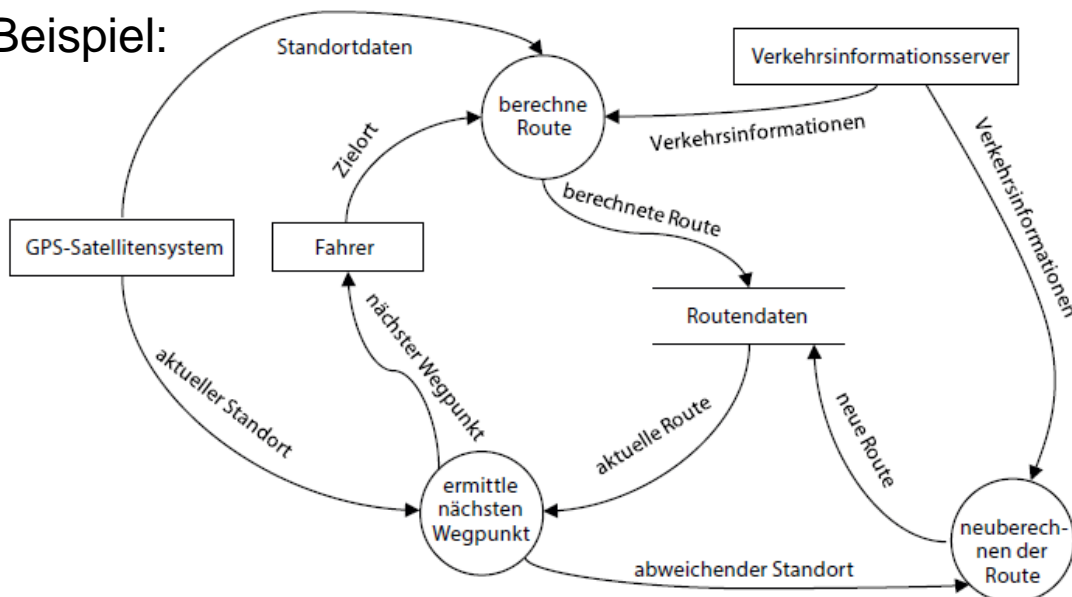 Beispiel:
Standortdaten
Verkehrsinformationsserver
berechne
Route
Verkehrsinformationen
Zielort
Verkehrsinformationen
berechnete Route
GPS-Satellitensystem
Fahrer
Routendaten
nächster Wegpunkt
aktueller Standort
aktuelle Route
neue Route
ermittle
nächsten
Wegpunkt
neuberech-
nen der
Route
abweichender Standort